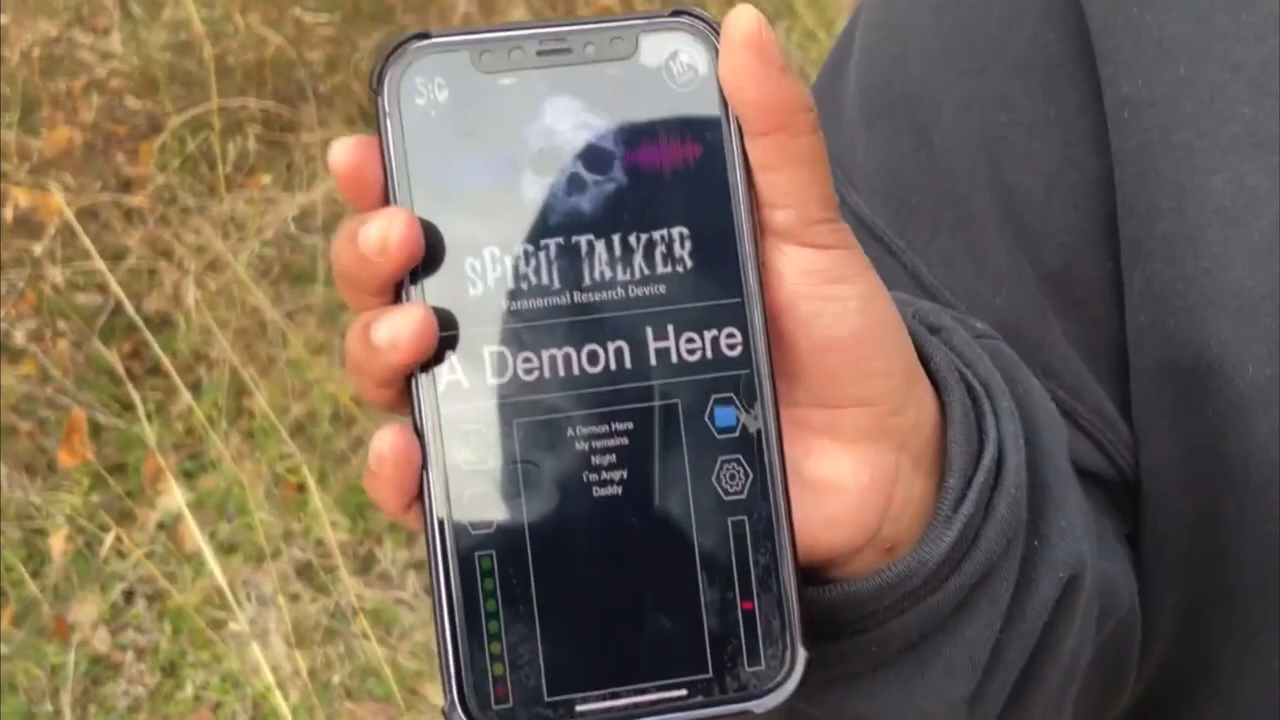 SPIRIT TALKER
Paranormal Research Device
A Demon Here
A Demon Here
My remains
Night
I'm Angry
Daddy